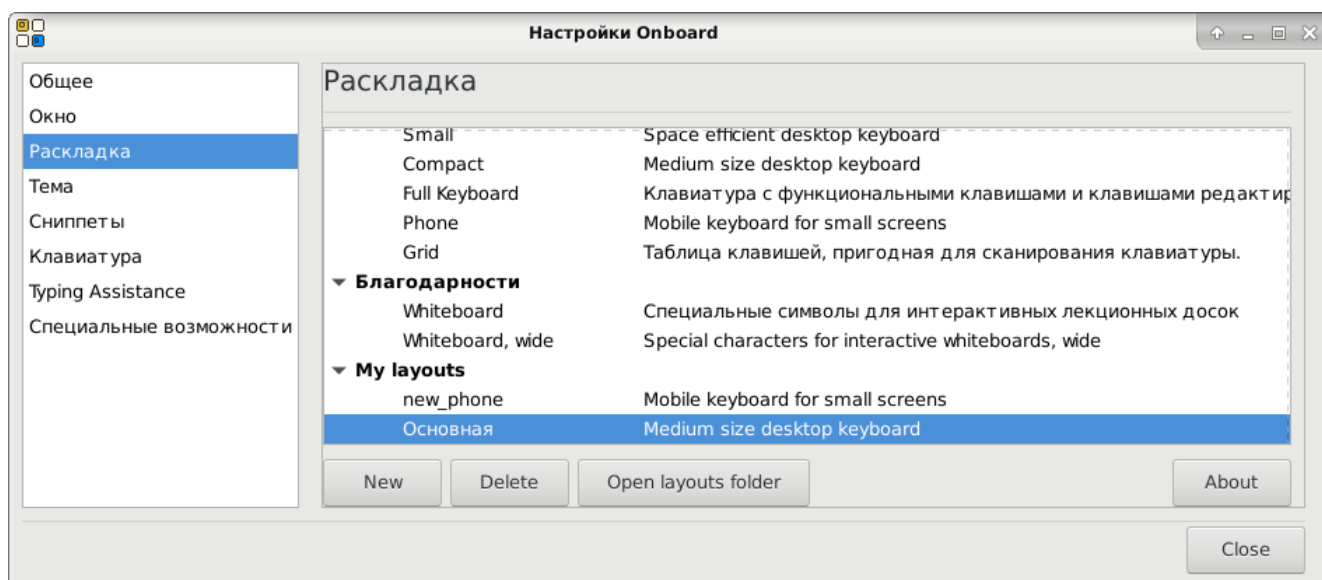 Настройки Onboard
Общее
Окно
Раскладка
Тема
Сниппеты
Клавиатура
Typing Assistance
Специальные возможности
Раскладка
Small Space efficient desktop keyboard
Compact Medium size desktop keyboard
Full Keyboard Клавиатура с функциональными клавишами и клавишами редактир
Phone Mobile keyboard for small screens
Grid Таблица клавишей, пригодная для сканирования клавиатуры.
Благодарности
Whiteboard Специальные символы для интерактивных лекционных досок
Whiteboard, wide Special characters for interactive whiteboards, wide
My layouts
new_phone Mobile keyboard for small screens
Основная Medium size desktop keyboard
New Delete Open layouts folder About
Close